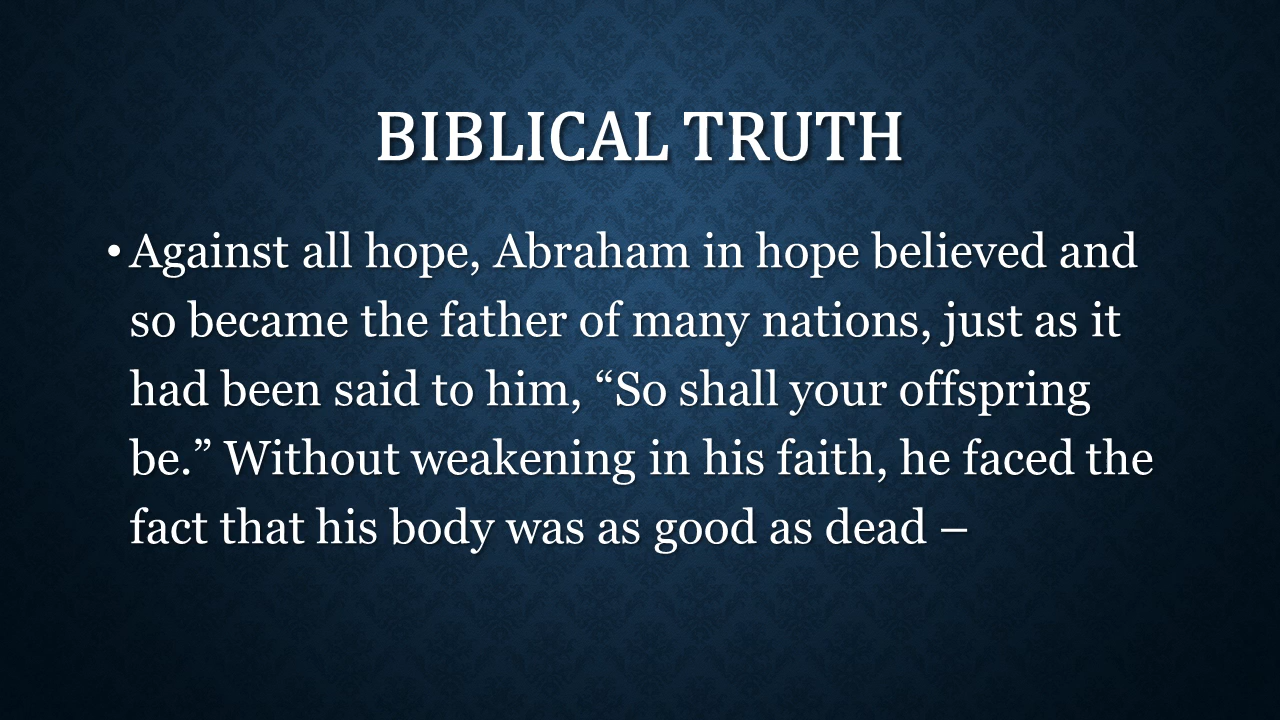 BIBLICAL TRUTH
• Against all hope, Abraham in hope believed and
so became the father of many nations, just as it
had been said to him, “So shall your offspring
be.” Without weakening in his faith, he faced the
fact that his body was as good as dead –